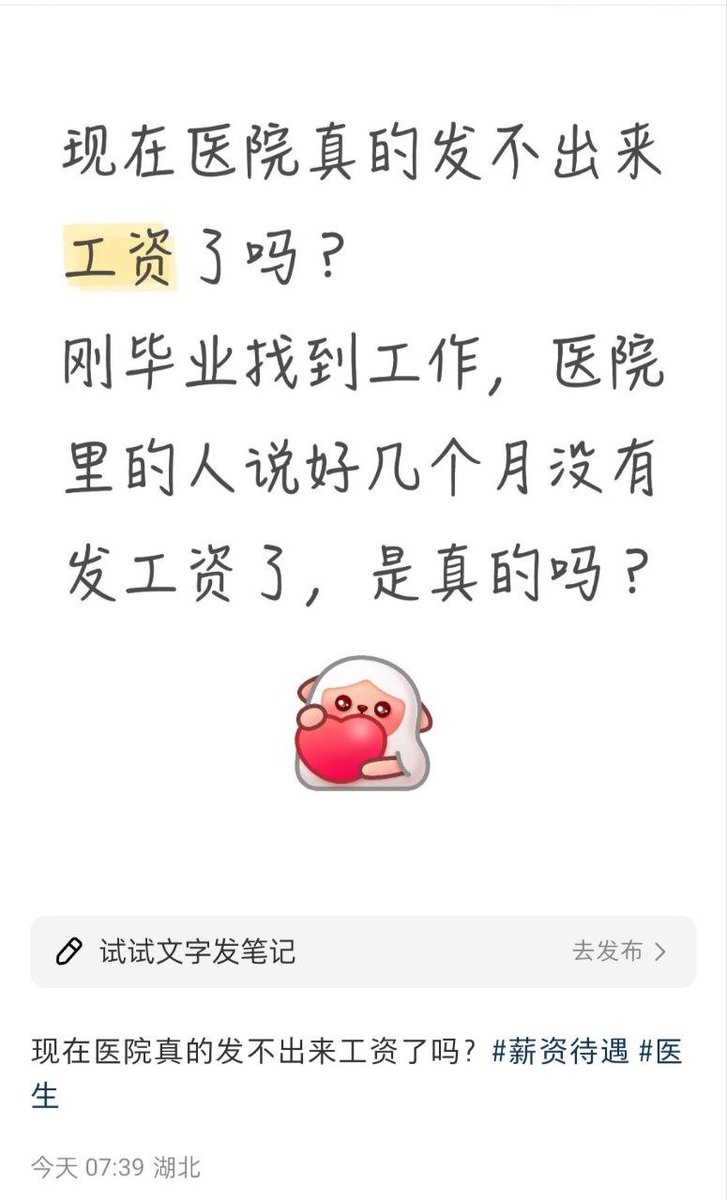 现在医院真的发不出来
工资了吗？
刚毕业找到工作，医院
里的人说好几个月没有
发工资了，是真的吗？
试试文字发笔记
去发布 >
现在医院真的发不出来工资了吗？#薪资待遇 #医
生
今天 07:39 湖北